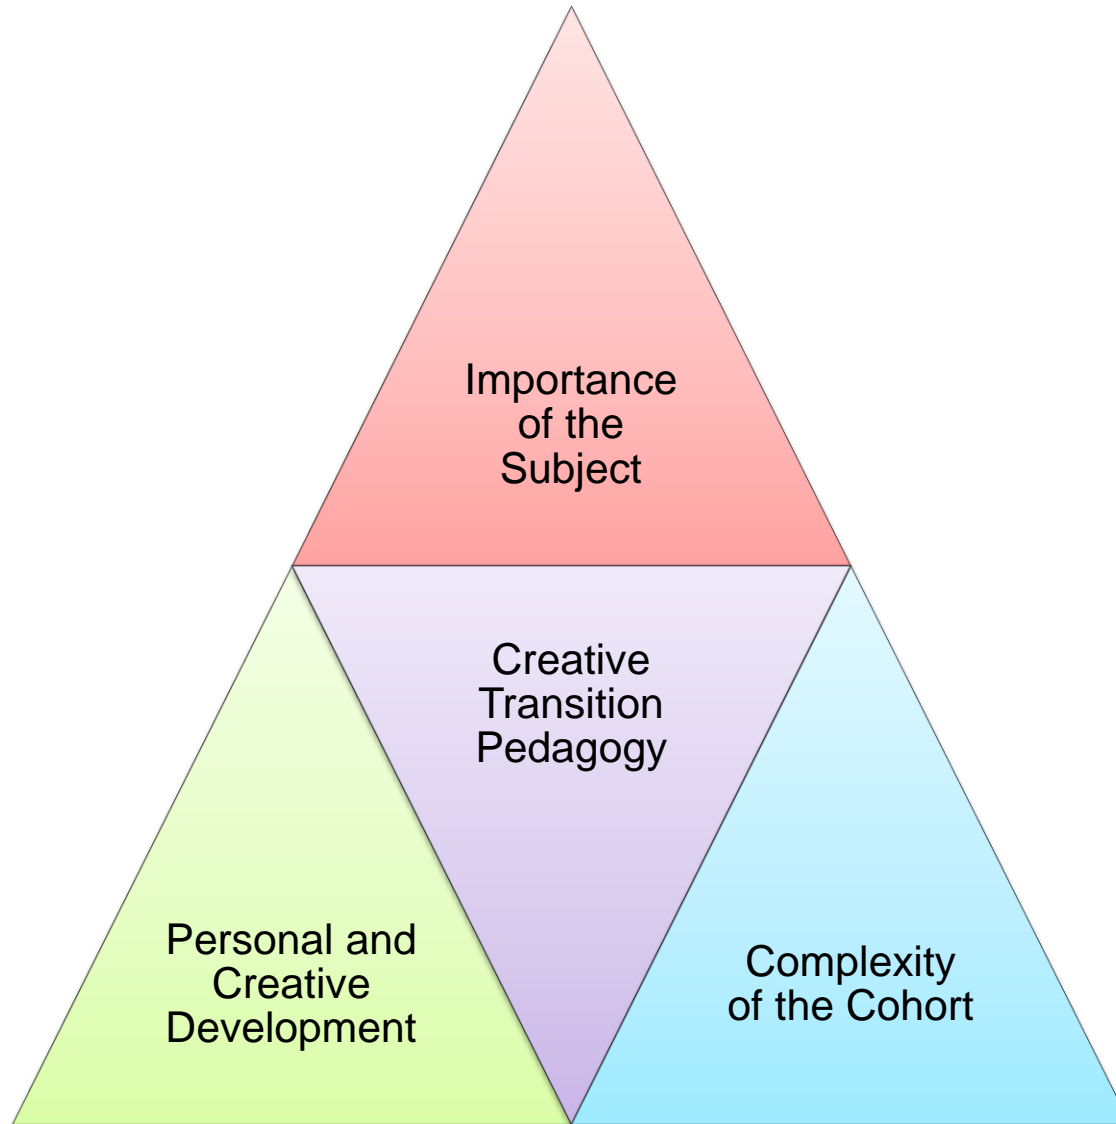 Importance
of the
Subject
Creative
Transition
Pedagogy
Personal and
Creative
Development
Complexity
of the Cohort